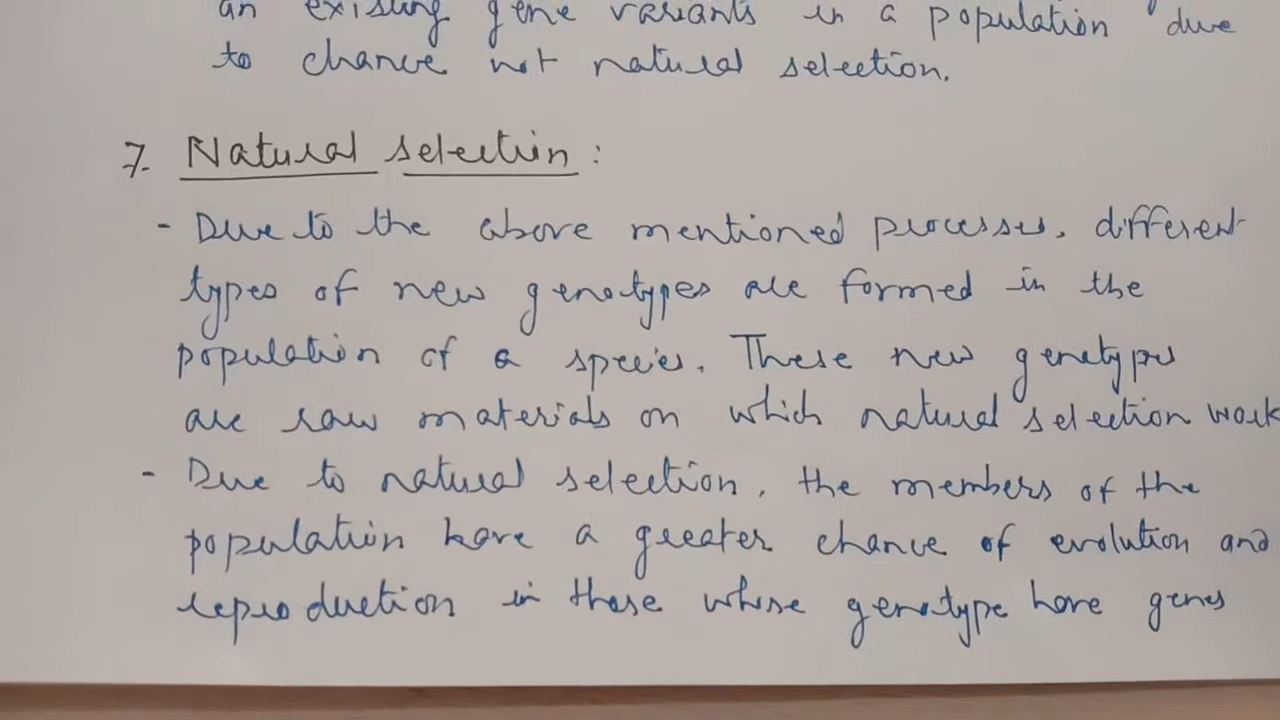 an existing gene variants in a population due
to chance not natural selection.
7. Natural selection :
- Due to the above mentioned processes, different
types of new genotypes are formed in the
population of a species. These new genotypes
are raw materials on which natural selection work
- Due to natural selection, the members of the
population have a greater chance of evolution and
reproduction in those whose genotype have genes